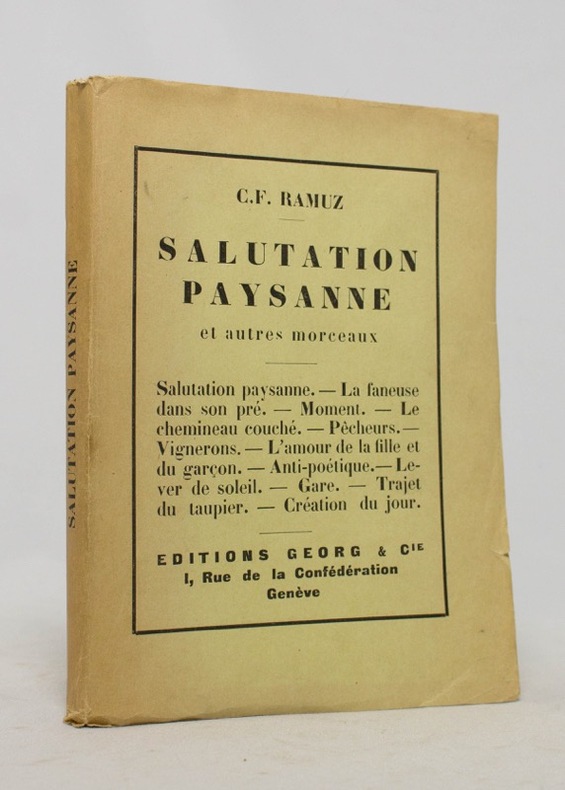 SALUTATION PAYSANNE
C.F. RAMUZ
SALUTATION
PAYSANNE
et autres morceaux
Salutation paysanne. — La faneuse
dans son pré. — Moment. — Le
chemineau couché. — Pêcheurs. —
Vignerons. — L'amour de la fille et
du garçon. — Anti-poétique. — Le-
ver de soleil. — Gare. — Trajet
du taupier. — Création du jour.
EDITIONS GEORG & CIE
1, Rue de la Confédération
Genève